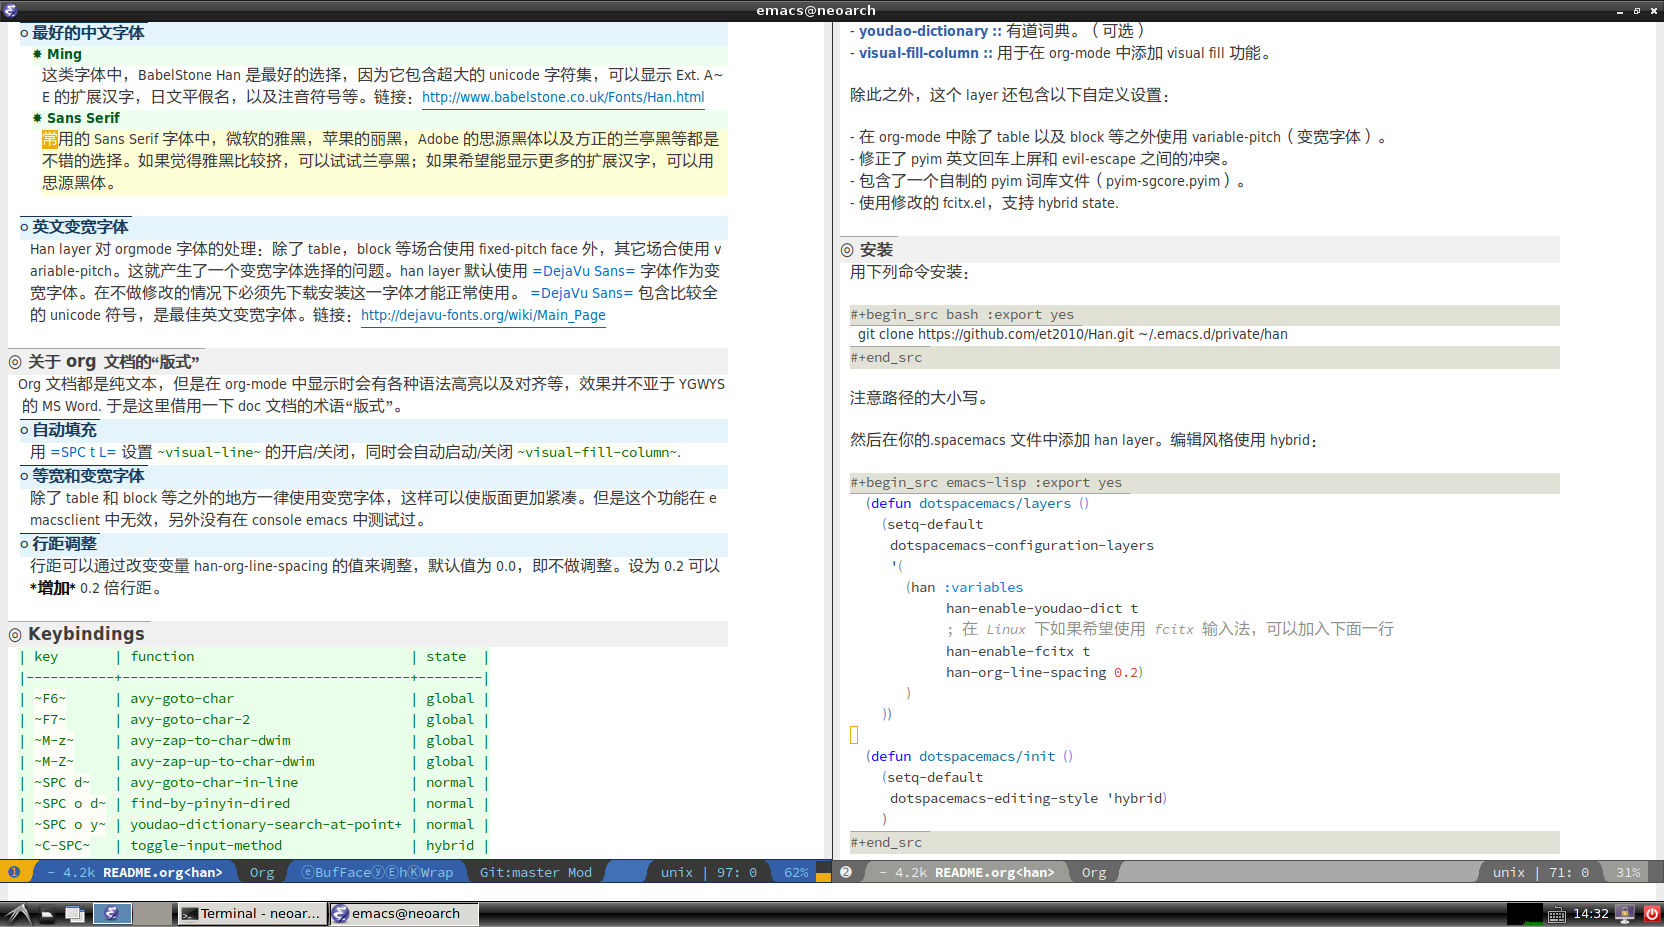 emacs@neoarch
最好的中文字体
Ming
这类字体中，BabelStone Han 是最好的选择，因为它包含超大的 unicode 字符集，可以显示 Ext. A~
E 的扩展汉字，日文平假名，以及注音符号等。链接：http://www.babelstone.co.uk/Fonts/Han.html
Sans Serif
常用的 Sans Serif 字体中，微软的雅黑，苹果的丽黑，Adobe 的思源黑体以及方正的兰亭黑等都是
不错的选择。如果觉得雅黑比较挤，可以试试兰亭黑；如果希望能显示更多的扩展汉字，可以用
思源黑体。
英文变宽字体
Han layer 对 orgmode 字体的处理：除了 table，block 等场合使用 fixed-pitch face 外，其它场合使用 v
ariable-pitch。这就产生了一个变宽字体选择的问题。han layer 默认使用 =DejaVu Sans= 字体作为变
宽字体。在不做修改的情况下必须先下载安装这一字体才能正常使用。 =DejaVu Sans= 包含比较全
的 unicode 符号，是最佳英文变宽字体。链接：http://dejavu-fonts.org/wiki/Main_Page
◎ 关于 org 文档的“版式”
Org 文档都是纯文本，但是在 org-mode 中显示时会有各种语法高亮以及对齐等，效果并不亚于 YGWYS
的 MS Word. 于是这里借用一下 doc 文档的术语“版式”。
自动填充
用 =SPC t L= 设置 ~visual-line~ 的开启/关闭，同时会自动启动/关闭 ~visual-fill-column~.
等宽和变宽字体
除了 table 和 block 等之外的地方一律使用变宽字体，这样可以使版面更加紧凑。但是这个功能在 e
macsclient 中无效，另外没有在 console emacs 中测试过。
行距调整
行距可以通过改变变量 han-org-line-spacing 的值来调整，默认值为 0.0，即不做调整。设为 0.2 可以
*增加* 0.2 倍行距。
◎ Keybindings
| key | function | state |
|-----------+------------------------------------+--------|
| ~F6~ | avy-goto-char | global |
| ~F7~ | avy-goto-char-2 | global |
| ~M-z~ | avy-zap-to-char-dwim | global |
| ~M-Z~ | avy-zap-up-to-char-dwim | global |
| ~SPC d~ | avy-goto-char-in-line | normal |
| ~SPC o d~ | find-by-pinyin-dired | normal |
| ~SPC o y~ | youdao-dictionary-search-at-point+ | normal |
| ~C-SPC~ | toggle-input-method | hybrid |
❶ - 4.2k README.org<han> Org ⓔBufFaceⓨⒺhⓀWrap Git:master Mod unix | 97: 0 62%
- youdao-dictionary :: 有道词典。（可选）
- visual-fill-column :: 用于在 org-mode 中添加 visual fill 功能。
除此之外，这个 layer 还包含以下自定义设置：
- 在 org-mode 中除了 table 以及 block 等之外使用 variable-pitch（变宽字体）。
- 修正了 pyim 英文回车上屏和 evil-escape 之间的冲突。
- 包含了一个自制的 pyim 词库文件（pyim-sgcore.pyim）。
- 使用修改的 fcitx.el，支持 hybrid state.
◎ 安装
用下列命令安装：
#+begin_src bash :export yes
git clone https://github.com/et2010/Han.git ~/.emacs.d/private/han
#+end_src
注意路径的大小写。
然后在你的.spacemacs 文件中添加 han layer。编辑风格使用 hybrid：
#+begin_src emacs-lisp :export yes
(defun dotspacemacs/layers ()
(setq-default
dotspacemacs-configuration-layers
'(
(han :variables
han-enable-youdao-dict t
; 在 Linux 下如果希望使用 fcitx 输入法，可以加入下面一行
han-enable-fcitx t
han-org-line-spacing 0.2)
)
))
(defun dotspacemacs/init ()
(setq-default
dotspacemacs-editing-style 'hybrid)
)
#+end_src
❷ - 4.2k README.org<han> Org unix | 71: 0 31%
Terminal - neoar... emacs@neoarch 14:32